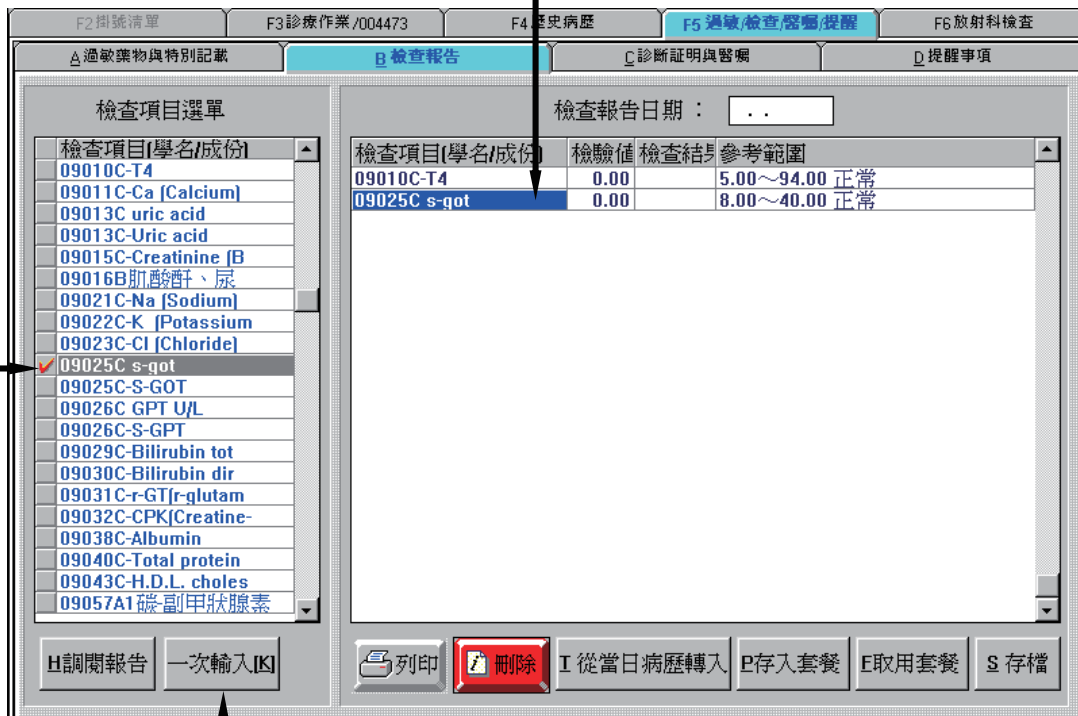 F2掛號清單 F3診療作業/004473 F4歷史病歷 F5過敏/檢查/醫囑/提醒 F6放射科檢查
A過敏藥物與特別記載 B檢查報告 C診斷証明與醫囑 D提醒事項
檢查項目選單
檢查項目(學名/成份)
09010C-T4
09011C-Ca (Calcium)
09013C uric acid
09013C-Uric acid
09015C-Creatinine (B
09016B肌酸酐、尿
09021C-Na (Sodium)
09022C-K (Potassium
09023C-Cl (Chloride)
09025C s-got
09025C-S-GOT
09026C GPT U/L
09026C-S-GPT
09029C-Bilirubin tot
09030C-Bilirubin dir
09031C-r-GT(r-glutam
09032C-CPK(Creatine-
09038C-Albumin
09040C-Total protein
09043C-H.D.L. choles
09057A1碳-副甲狀腺素
H調閱報告 一次輸入[K]
檢查報告日期： . .
檢查項目(學名/成份) 檢驗值 檢查結 參考範圍
09010C-T4 0.00 5.00～94.00 正常
09025C s-got 0.00 8.00～40.00 正常
列印 刪除 I 從當日病歷轉入 P存入套餐 E取用套餐 S 存檔